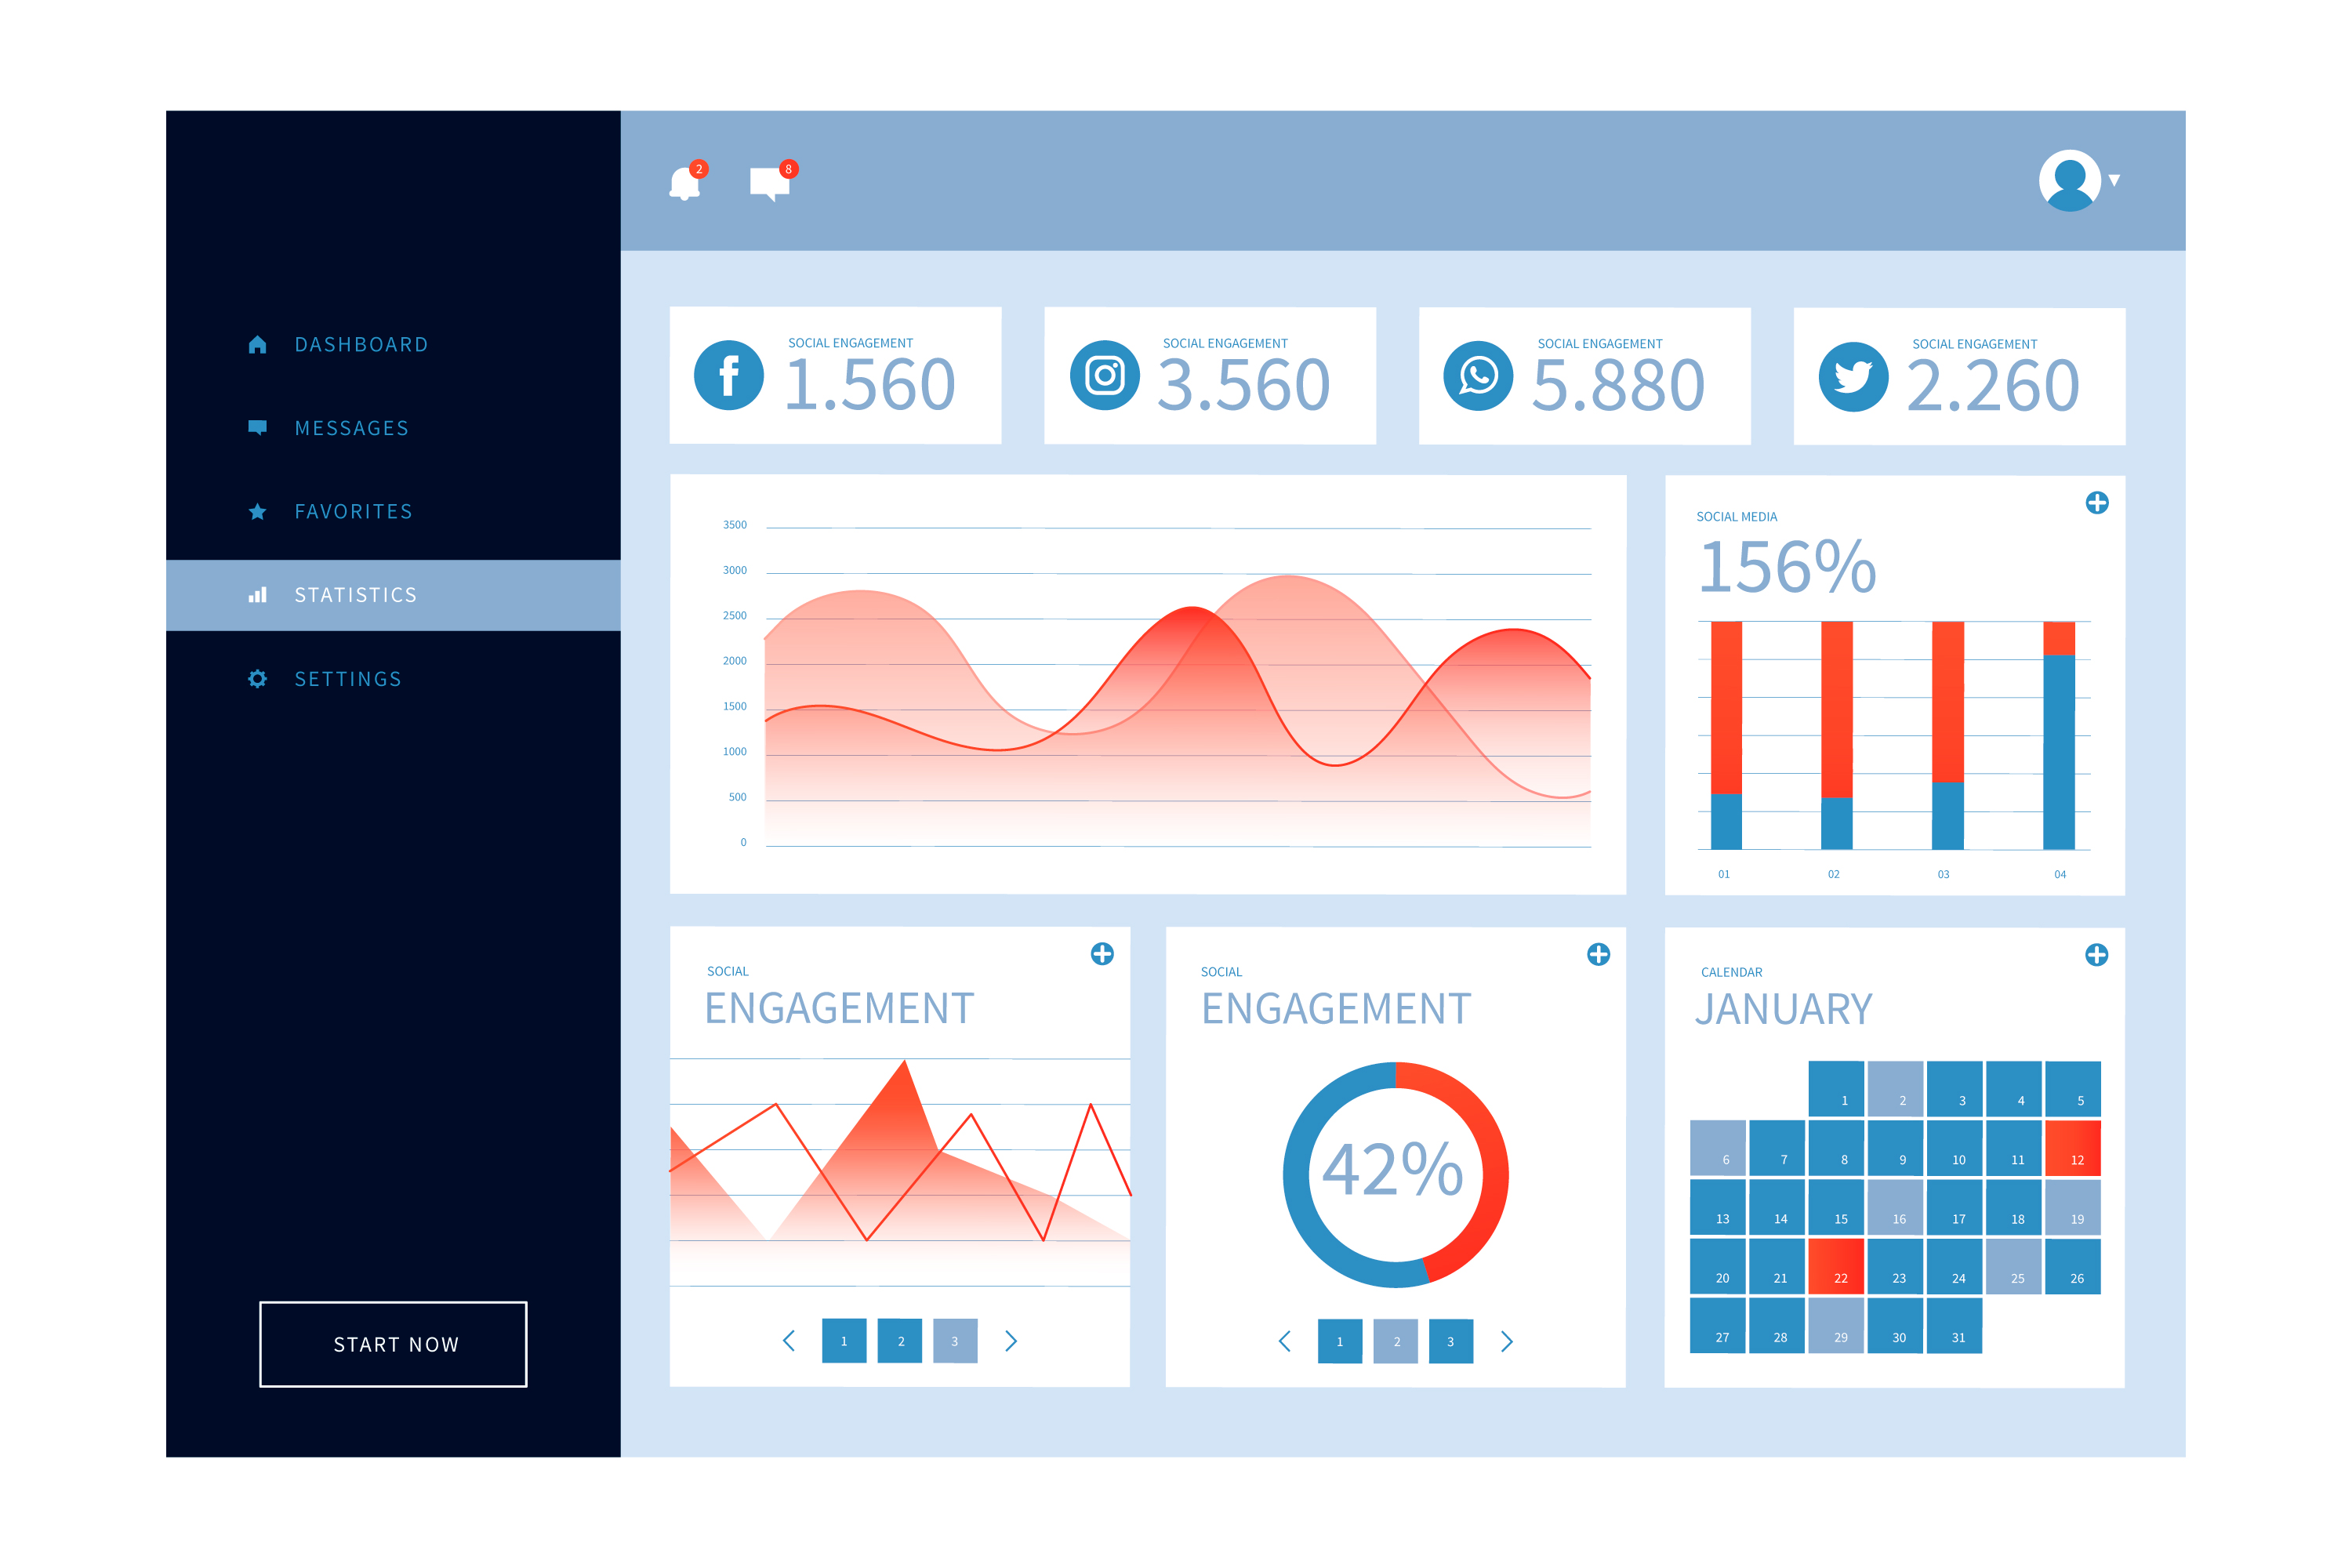 2
8
DASHBOARD
MESSAGES
FAVORITES
STATISTICS
SETTINGS
START NOW
SOCIAL ENGAGEMENT
1.560
SOCIAL ENGAGEMENT
3.560
SOCIAL ENGAGEMENT
5.880
SOCIAL ENGAGEMENT
2.260
3500
3000
2500
2000
1500
1000
500
0
SOCIAL MEDIA
156%
01 02 03 04
SOCIAL
ENGAGEMENT
1 2 3
SOCIAL
ENGAGEMENT
42%
1 2 3
CALENDAR
JANUARY
1 2 3 4 5
6 7 8 9 10 11 12
13 14 15 16 17 18 19
20 21 22 23 24 25 26
27 28 29 30 31